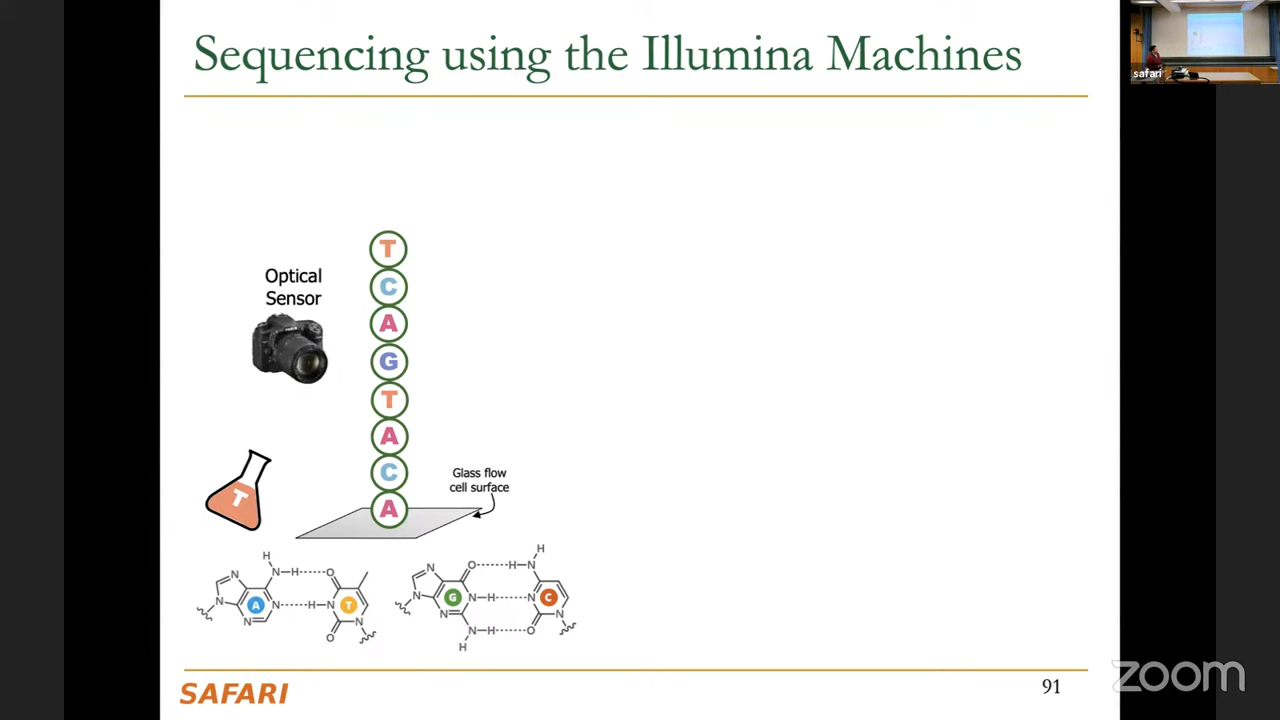 Sequencing using the Illumina Machines
safari
Optical
Sensor
T
C
A
G
T
A
C
A
T
Glass flow
cell surface
H
N H O
N
N A N H N T
N N
O
H
O H N
N
G N H N C
N N
N H O
H
SAFARI
91
zoom